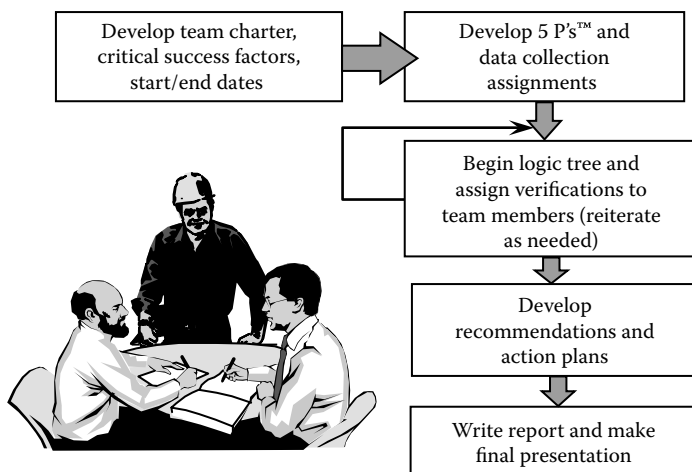 Develop team charter,
critical success factors,
start/end dates
Develop 5 P's™ and
data collection
assignments
Begin logic tree and
assign verifications to
team members (reiterate
as needed)
Develop
recommendations and
action plans
Write report and make
final presentation